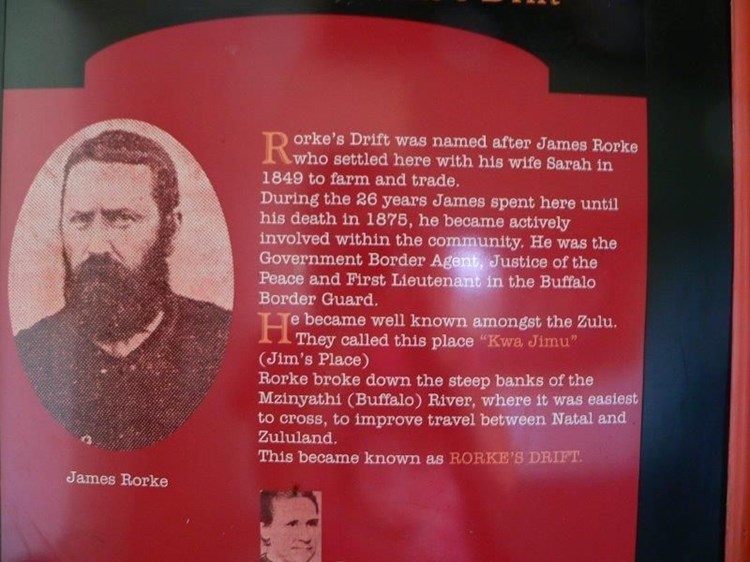 Rorke's Drift was named after James Rorke
who settled here with his wife Sarah in
1849 to farm and trade.
During the 26 years James spent here until
his death in 1875, he became actively
involved within the community. He was the
Government Border Agent, Justice of the
Peace and First Lieutenant in the Buffalo
Border Guard.
He became well known amongst the Zulu.
They called this place "Kwa Jimu"
(Jim's Place)
Rorke broke down the steep banks of the
Mzinyathi (Buffalo) River, where it was easiest
to cross, to improve travel between Natal and
Zululand.
This became known as RORKE'S DRIFT.
James Rorke